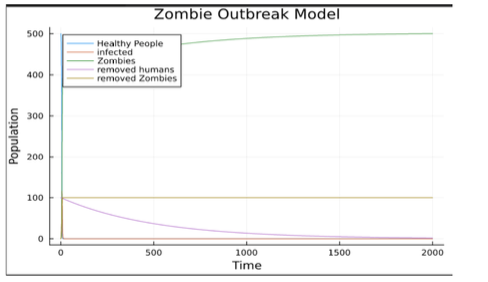 Zombie Outbreak Model
500
400
300
200
100
0
Population
Healthy People
infected
Zombies
removed humans
removed Zombies
0 500 1000 1500 2000
Time